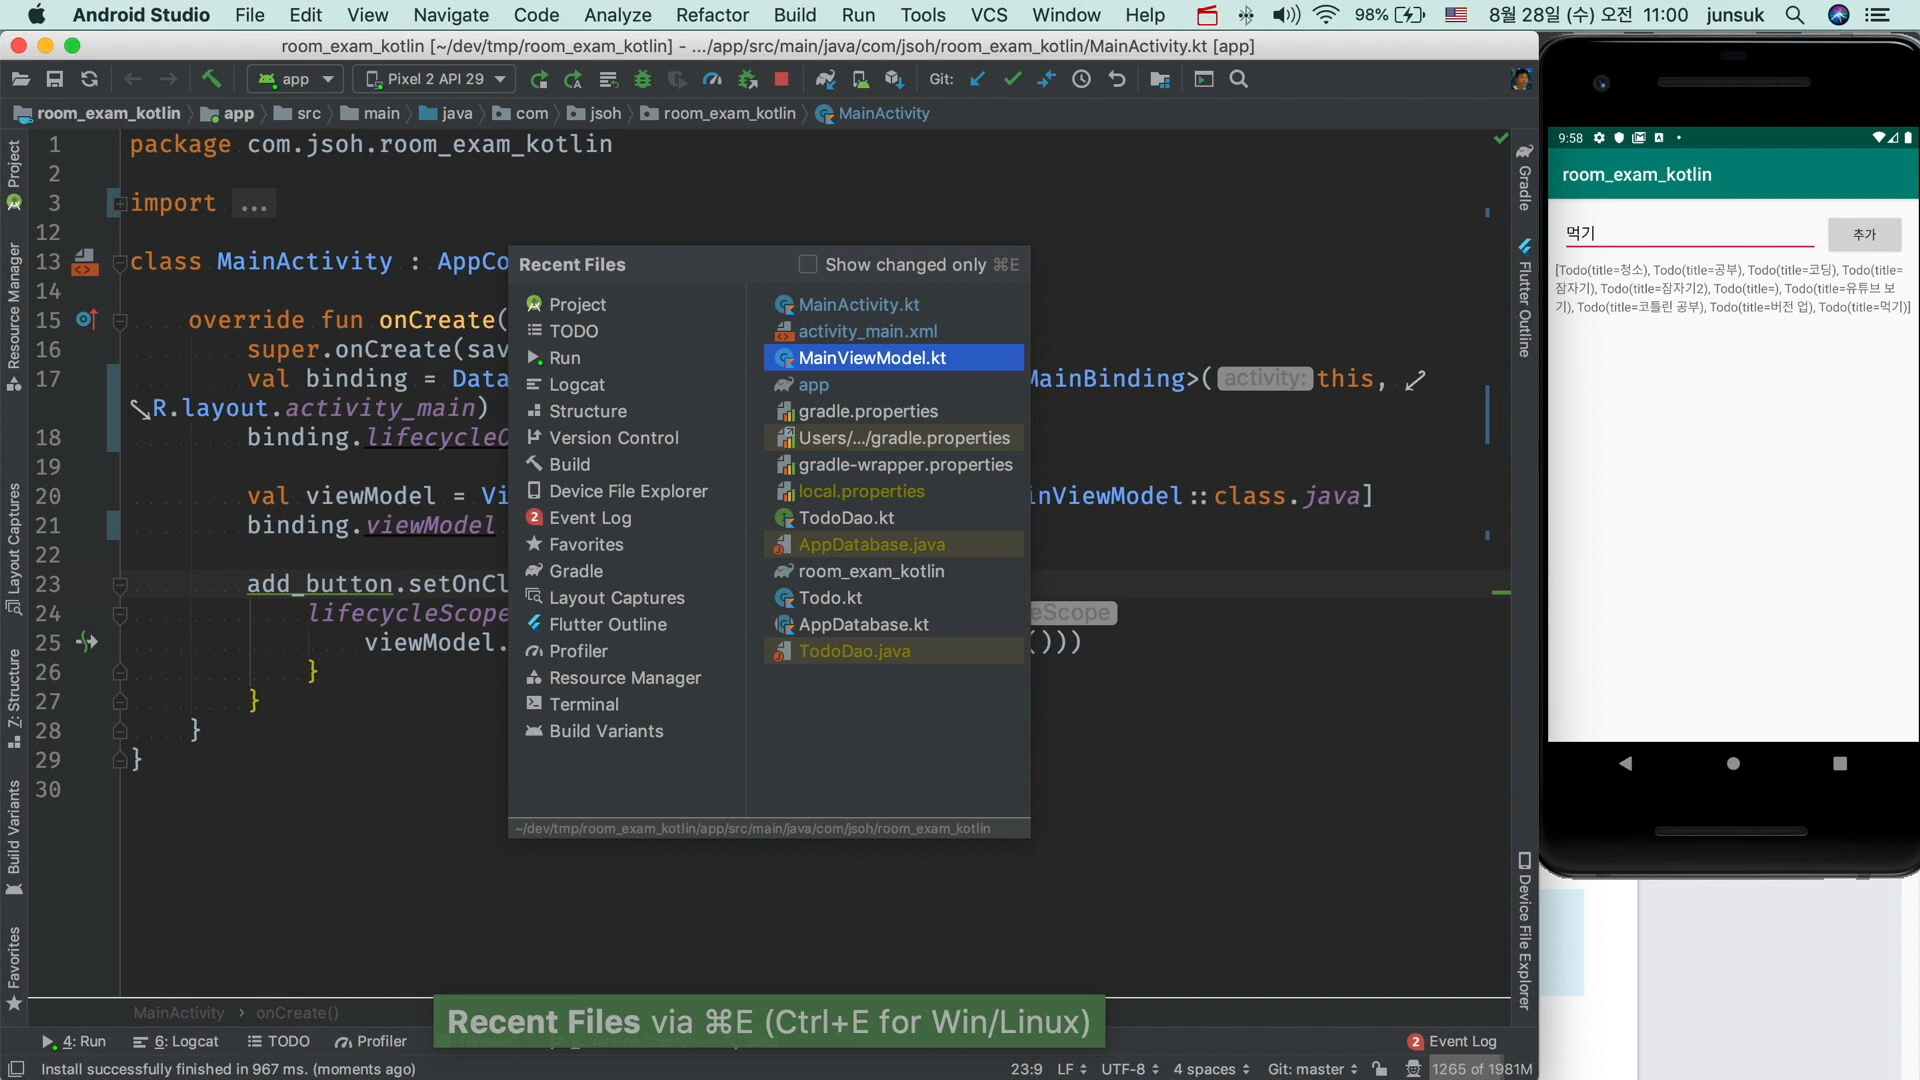 Android Studio File Edit View Navigate Code Analyze Refactor Build Run Tools VCS Window Help 98% 8월 28일 (수) 오전 11:00 junsuk
room_exam_kotlin [~/dev/tmp/room_exam_kotlin] - .../app/src/main/java/com/jsoh/room_exam_kotlin/MainActivity.kt [app]
app Pixel 2 API 29 Git:
room_exam_kotlin app src main java com jsoh room_exam_kotlin MainActivity
1 package com.jsoh.room_exam_kotlin
2
3 import ...
12
13 class MainActivity : AppCo
14
15 override fun onCreate(
16 super.onCreate(sav
17 val binding = Data MainBinding>( activity: this,
R.layout.activity_main)
18 binding.lifecycleO
19
20 val viewModel = Vi inViewModel::class.java]
21 binding.viewModel
22
23 add_button.setOnCl
24 lifecycleScope eScope
25 viewModel. ()))
26 }
27 }
28 }
29 }
30
Project
Resource Manager
Layout Captures
Z: Structure
Build Variants
Favorites
Recent Files Show changed only ⌘E
Project
TODO
Run
Logcat
Structure
Version Control
Build
Device File Explorer
2 Event Log
Favorites
Gradle
Layout Captures
Flutter Outline
Profiler
Resource Manager
Terminal
Build Variants
MainActivity.kt
activity_main.xml
MainViewModel.kt
app
gradle.properties
Users/.../gradle.properties
gradle-wrapper.properties
local.properties
TodoDao.kt
AppDatabase.java
room_exam_kotlin
Todo.kt
AppDatabase.kt
TodoDao.java
~/dev/tmp/room_exam_kotlin/app/src/main/java/com/jsoh/room_exam_kotlin
Gradle
Flutter Outline
Device File Explorer
9:58
room_exam_kotlin
먹기 추가
[Todo(title=청소), Todo(title=공부), Todo(title=코딩), Todo(title=
잠자기), Todo(title=잠자기2), Todo(title=), Todo(title=유튜브 보
기), Todo(title=코틀린 공부), Todo(title=버전 업), Todo(title=먹기)]
MainActivity › onCreate()
Recent Files via ⌘E (Ctrl+E for Win/Linux)
4: Run 6: Logcat TODO Profiler 2 Event Log
Install successfully finished in 967 ms. (moments ago) 23:9 LF UTF-8 4 spaces Git: master 1265 of 1981M